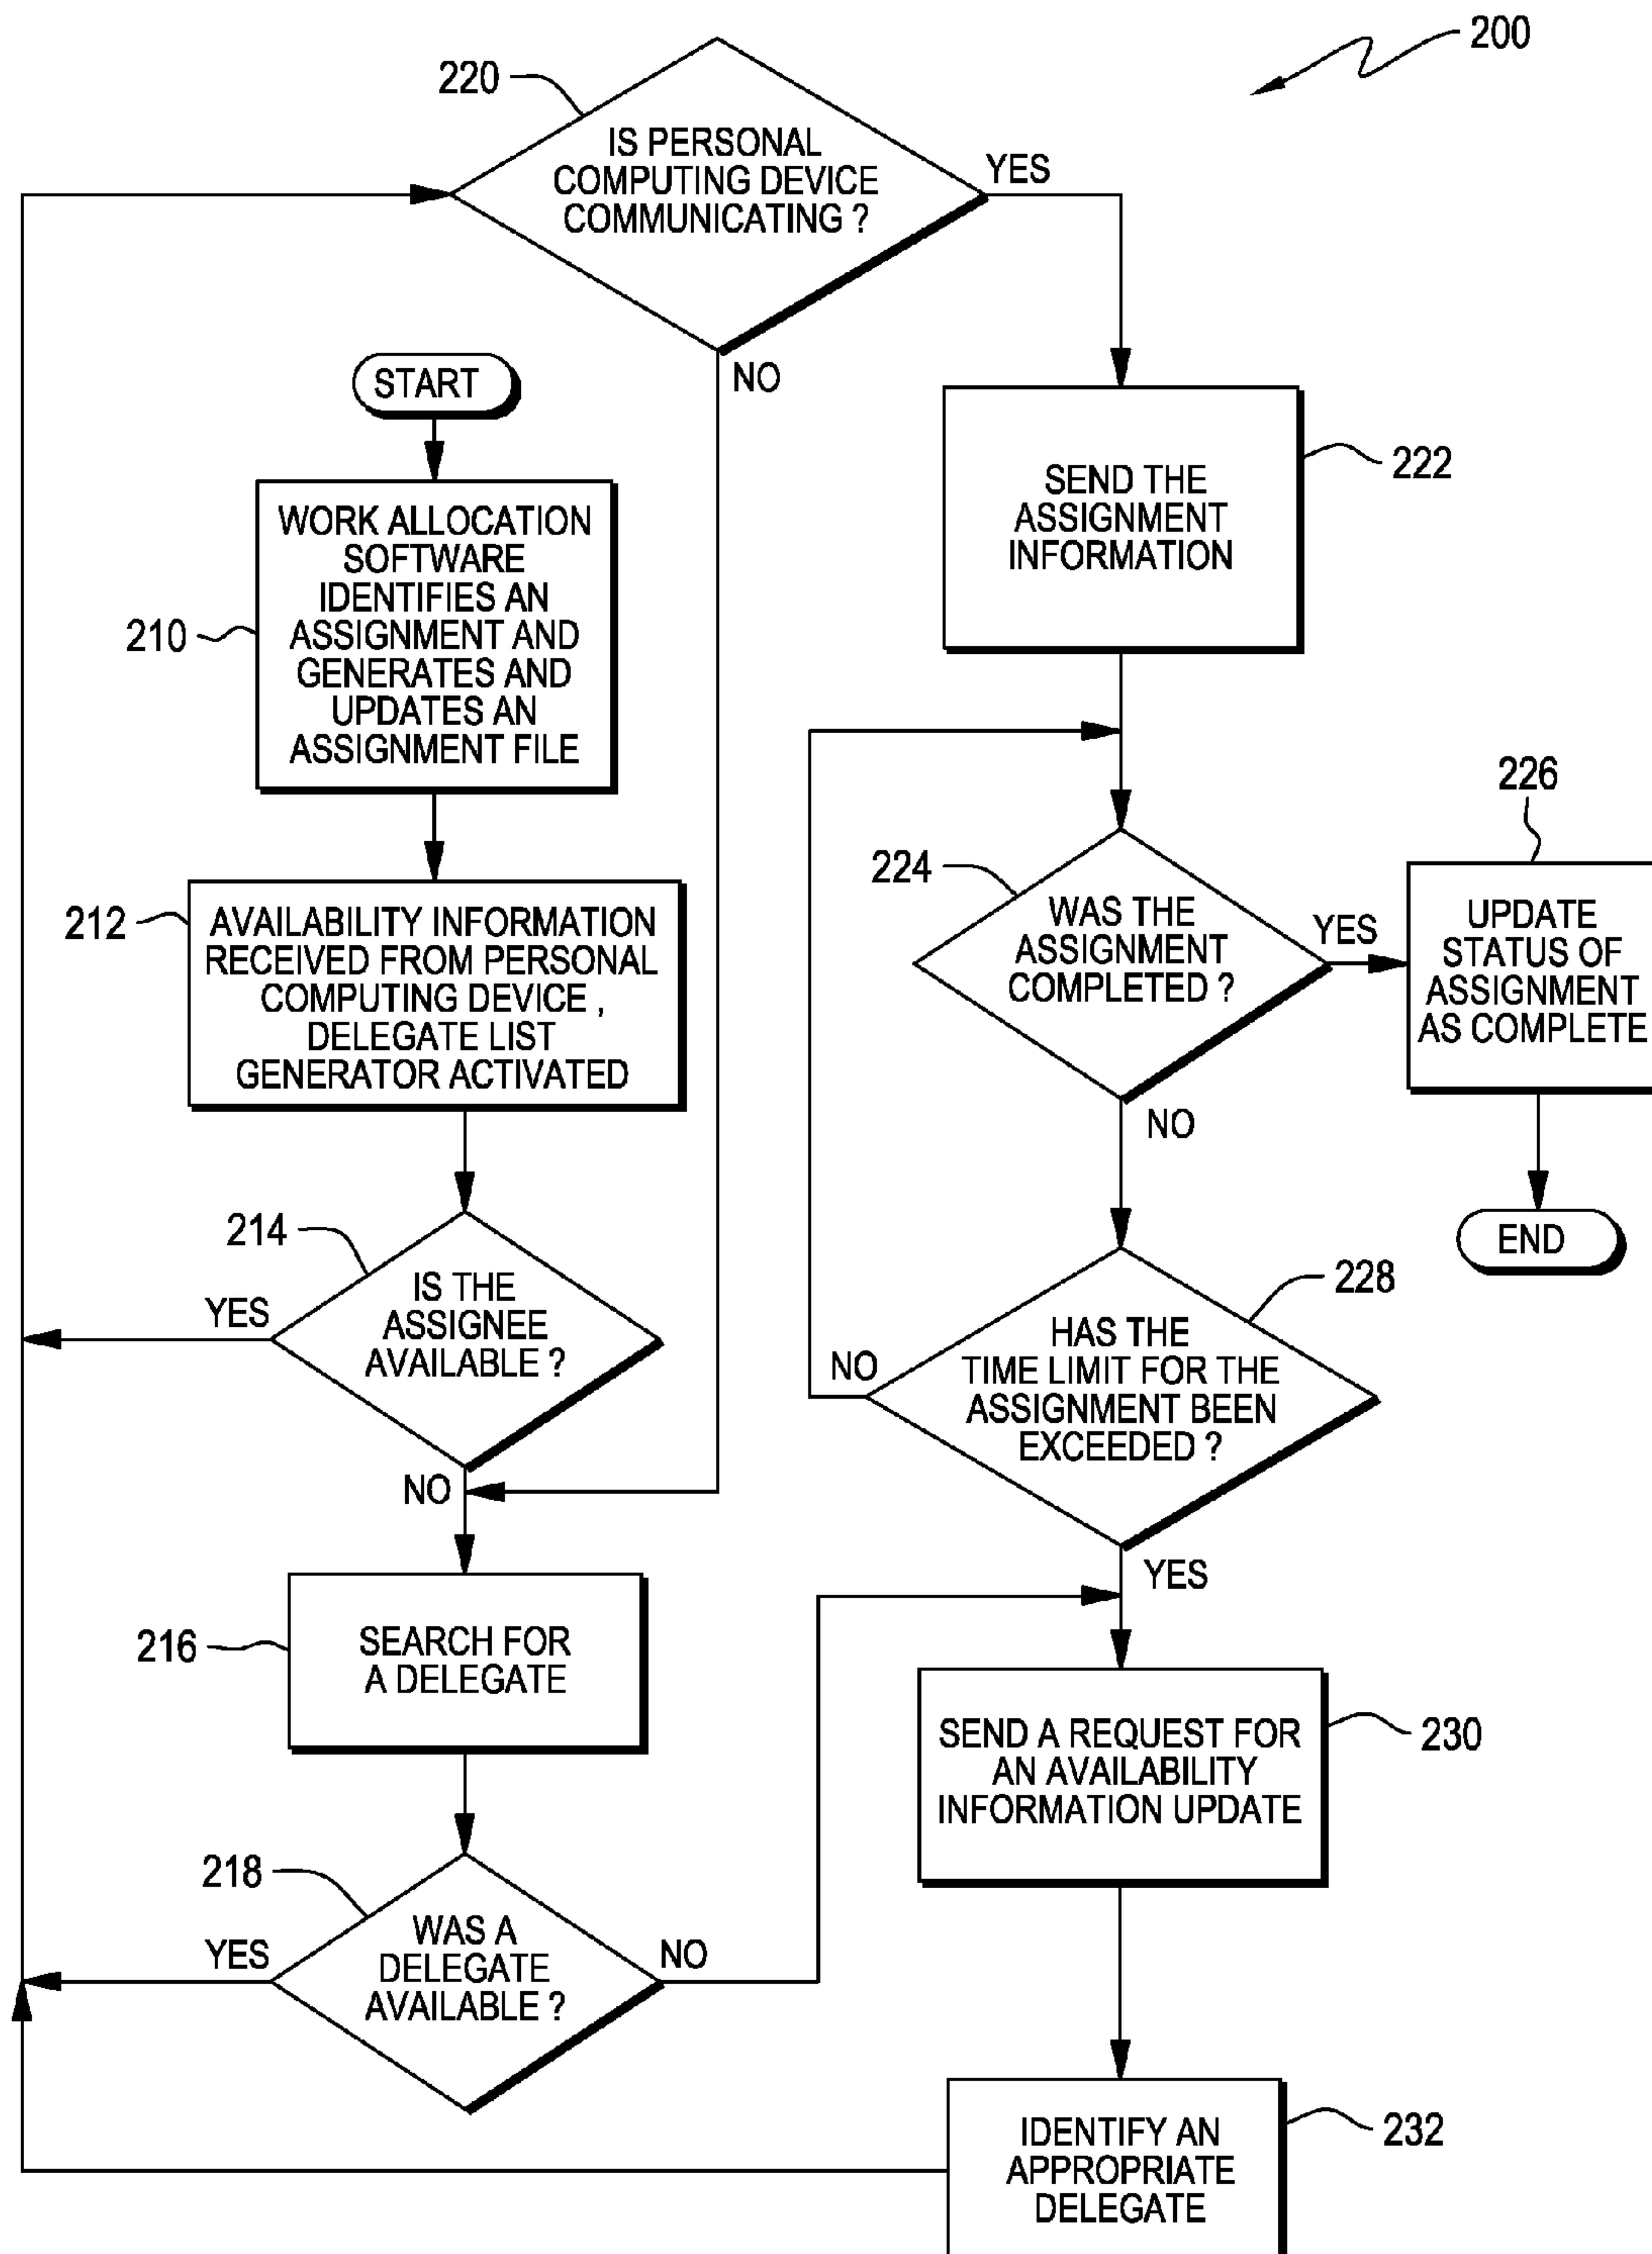 200
220
IS PERSONAL
COMPUTING DEVICE
COMMUNICATING ?
YES
NO
START
210
WORK ALLOCATION
SOFTWARE
IDENTIFIES AN
ASSIGNMENT AND
GENERATES AND
UPDATES AN
ASSIGNMENT FILE
222
SEND THE
ASSIGNMENT
INFORMATION
212
AVAILABILITY INFORMATION
RECEIVED FROM PERSONAL
COMPUTING DEVICE ,
DELEGATE LIST
GENERATOR ACTIVATED
224
WAS THE
ASSIGNMENT
COMPLETED ?
YES
NO
226
UPDATE
STATUS OF
ASSIGNMENT
AS COMPLETE
END
214
IS THE
ASSIGNEE
AVAILABLE ?
YES
NO
228
HAS THE
TIME LIMIT FOR THE
ASSIGNMENT BEEN
EXCEEDED ?
NO
YES
216
SEARCH FOR
A DELEGATE
230
SEND A REQUEST FOR
AN AVAILABILITY
INFORMATION UPDATE
218
WAS A
DELEGATE
AVAILABLE ?
YES
NO
232
IDENTIFY AN
APPROPRIATE
DELEGATE